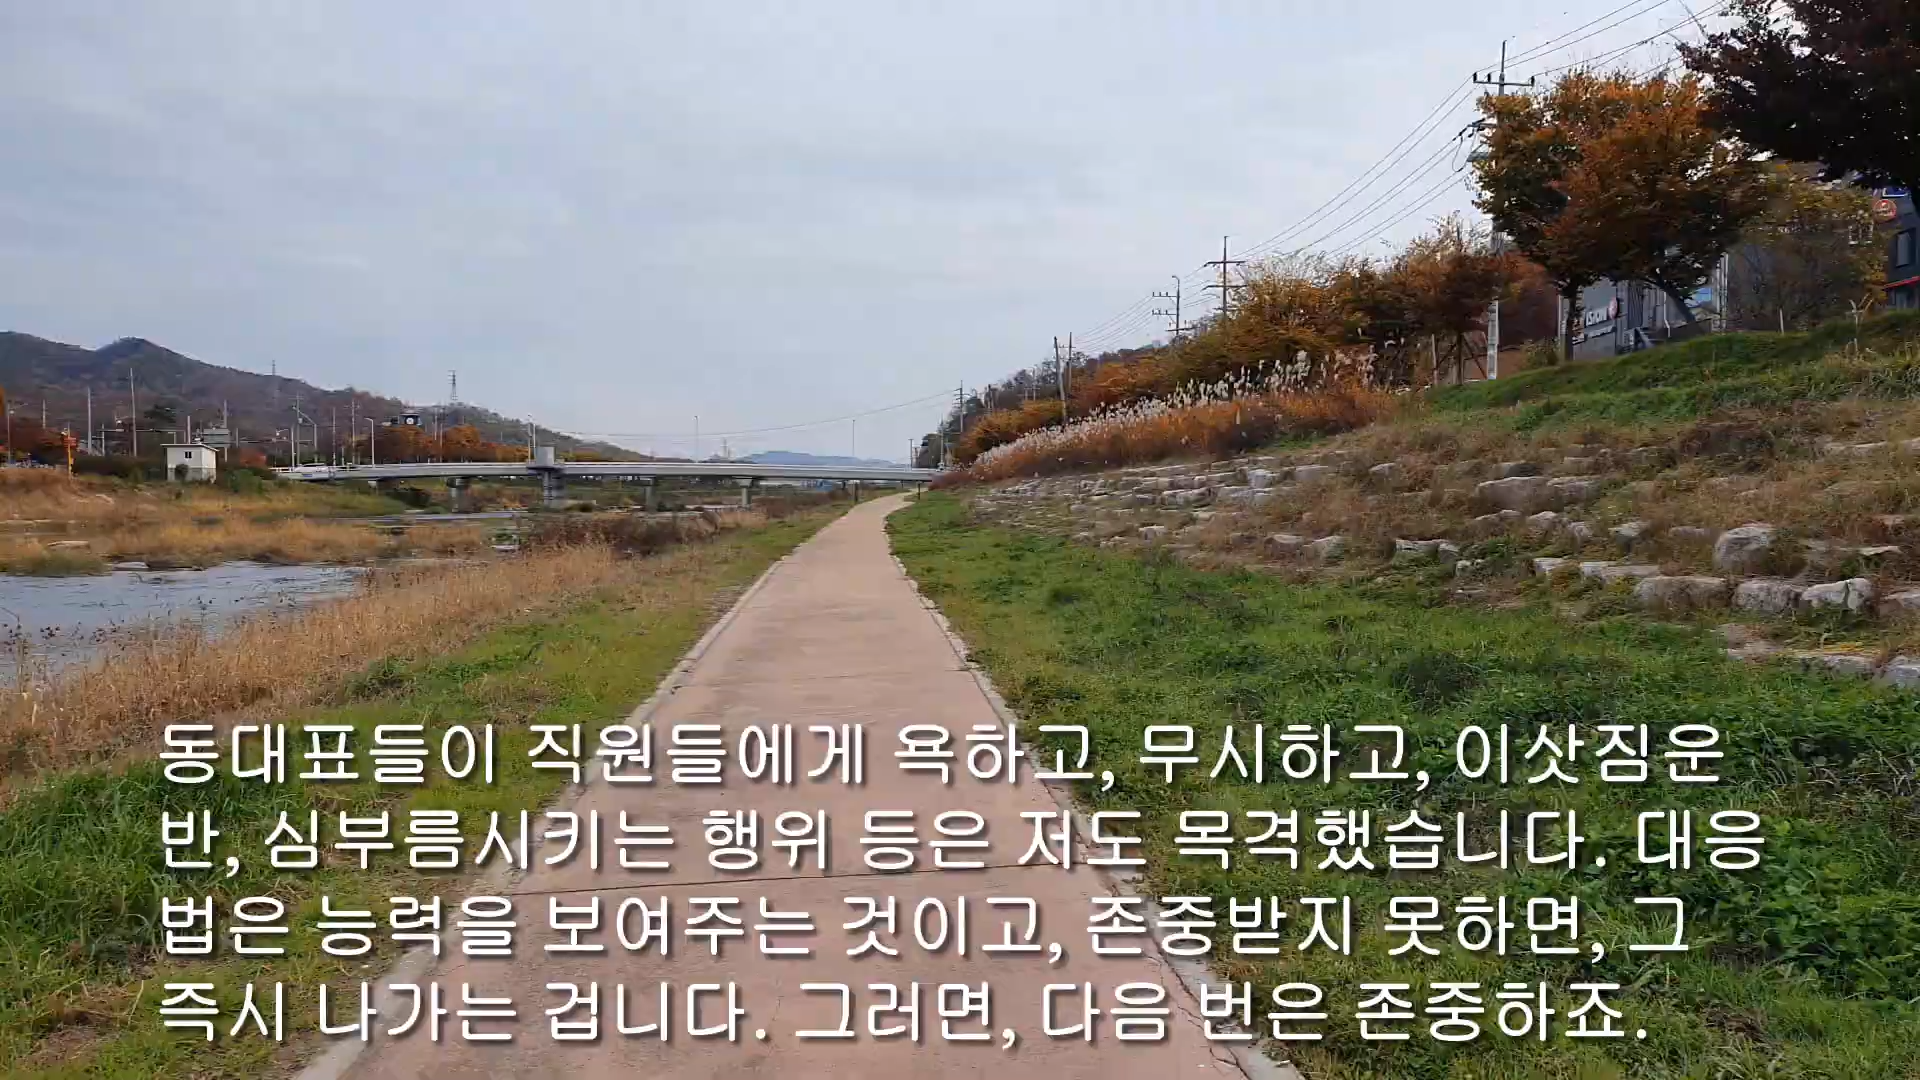 동대표들이 직원들에게 욕하고, 무시하고, 이삿짐운
반, 심부름시키는 행위 등은 저도 목격했습니다. 대응
법은 능력을 보여주는 것이고, 존중받지 못하면, 그
즉시 나가는 겁니다. 그러면, 다음 번은 존중하죠.